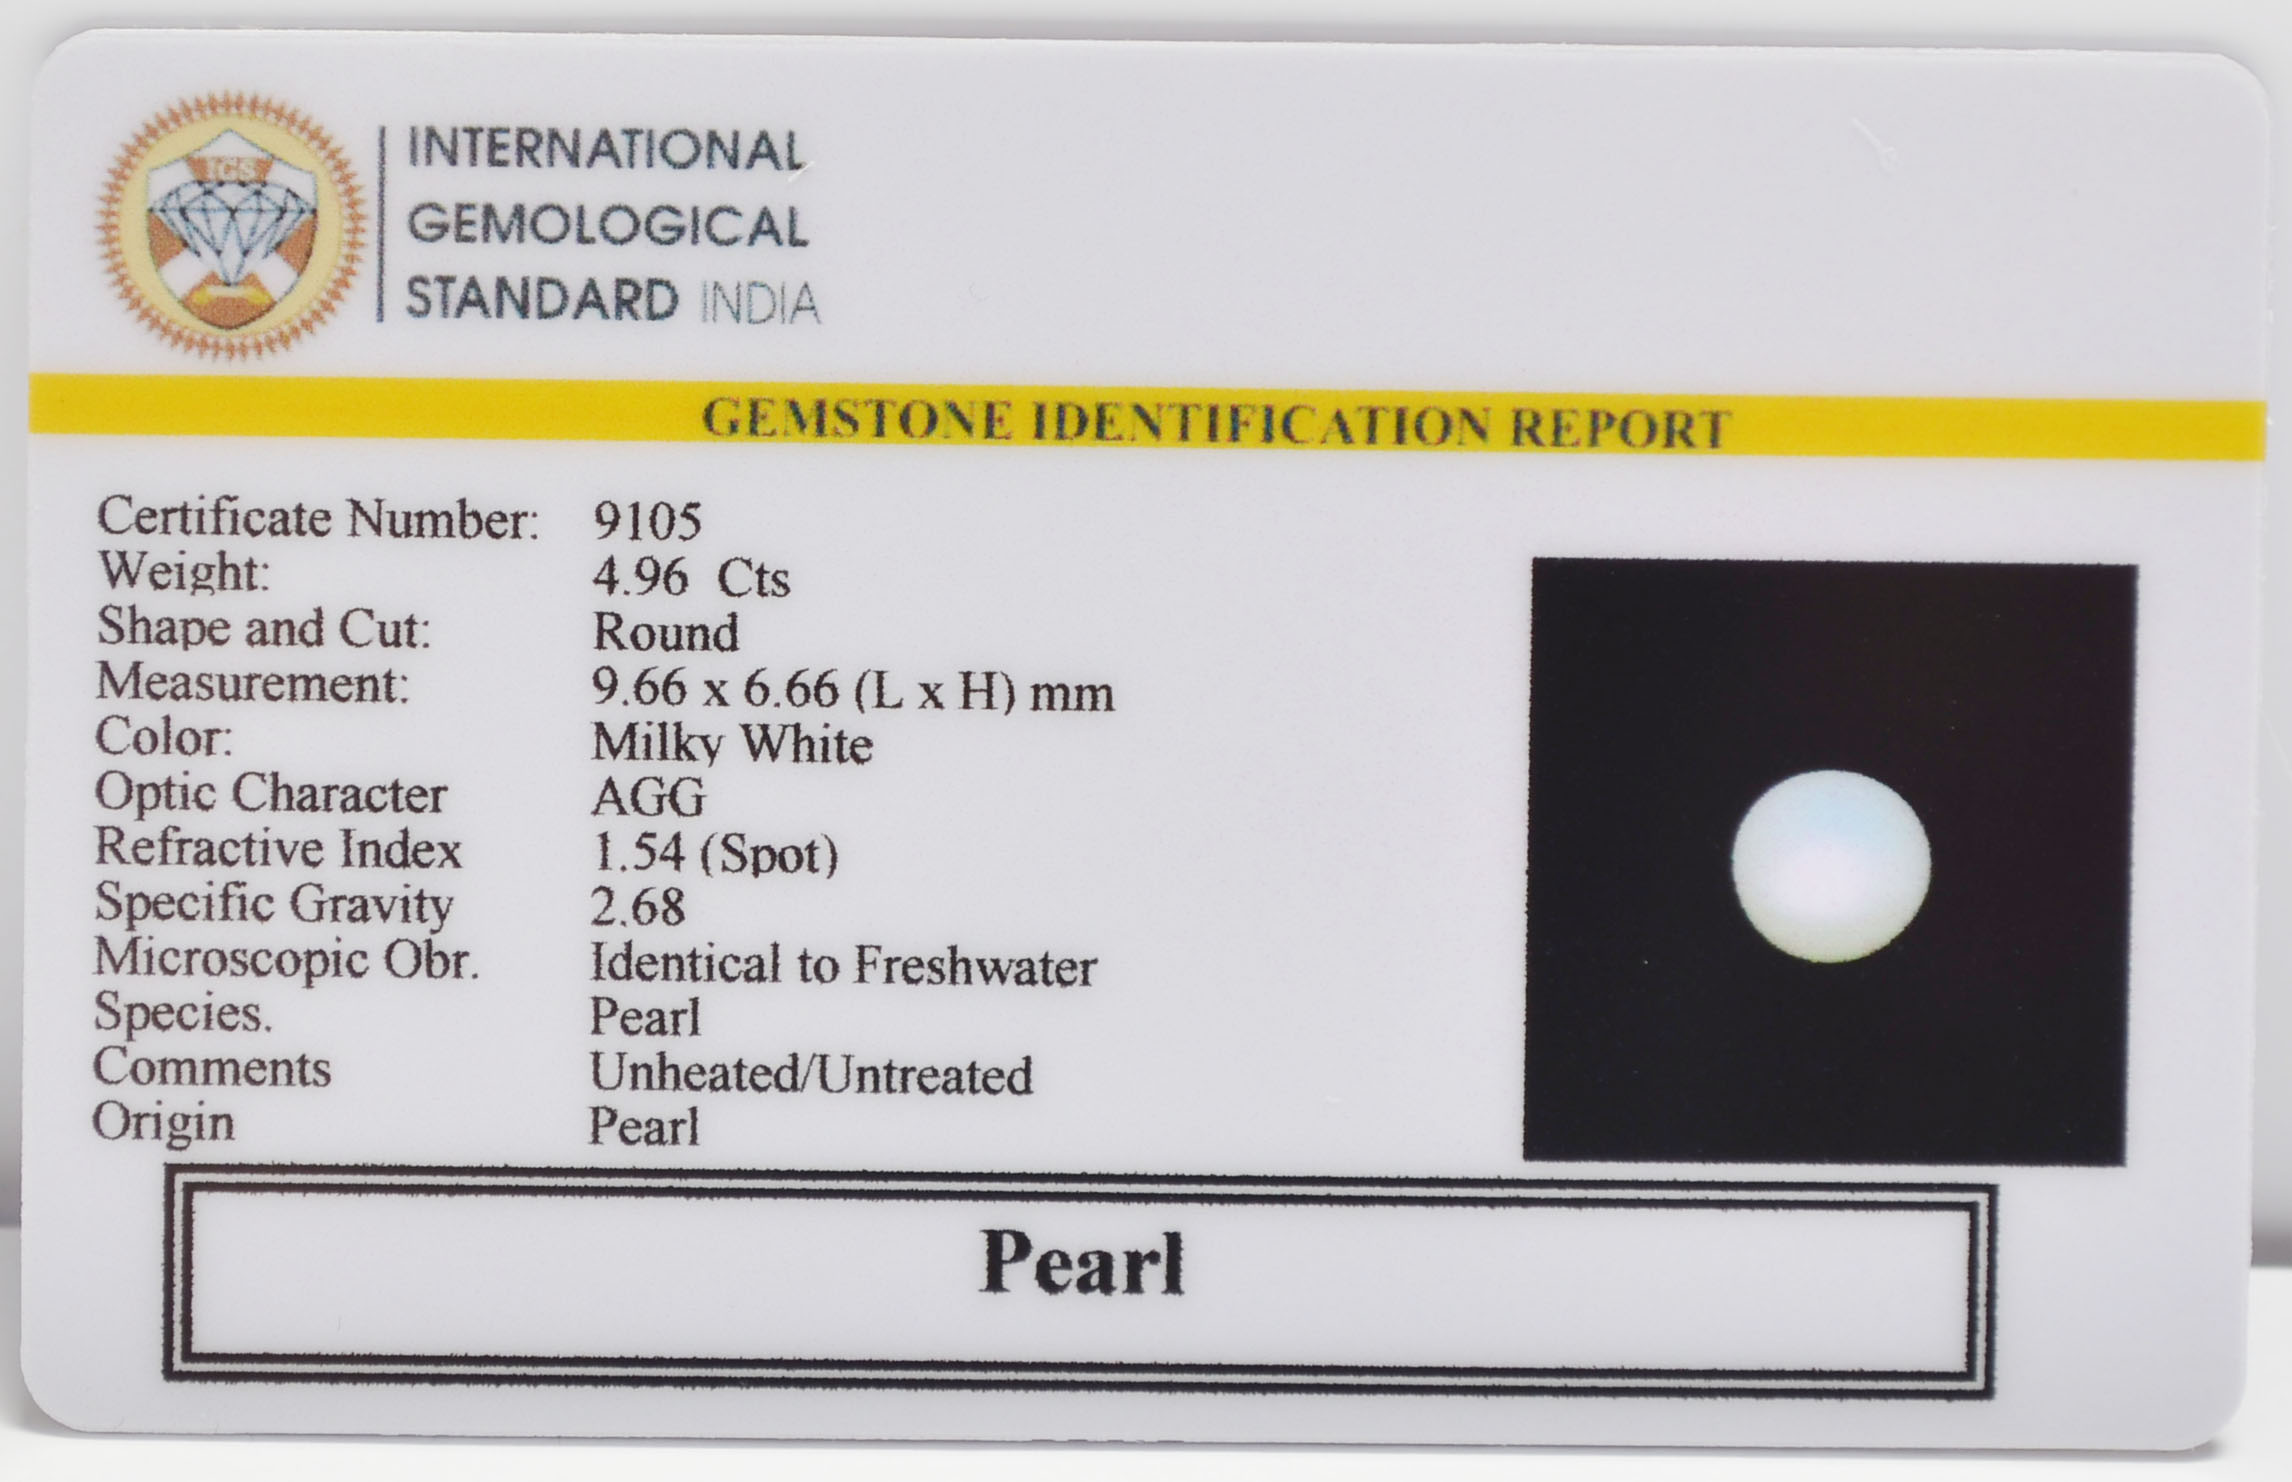 IGS
INTERNATIONAL
GEMOLOGICAL
STANDARD INDIA
GEMSTONE IDENTIFICATION REPORT
Certificate Number: 9105
Weight: 4.96 Cts
Shape and Cut: Round
Measurement: 9.66 x 6.66 (L x H) mm
Color: Milky White
Optic Character AGG
Refractive Index 1.54 (Spot)
Specific Gravity 2.68
Microscopic Obr. Identical to Freshwater
Species. Pearl
Comments Unheated/Untreated
Origin Pearl
Pearl